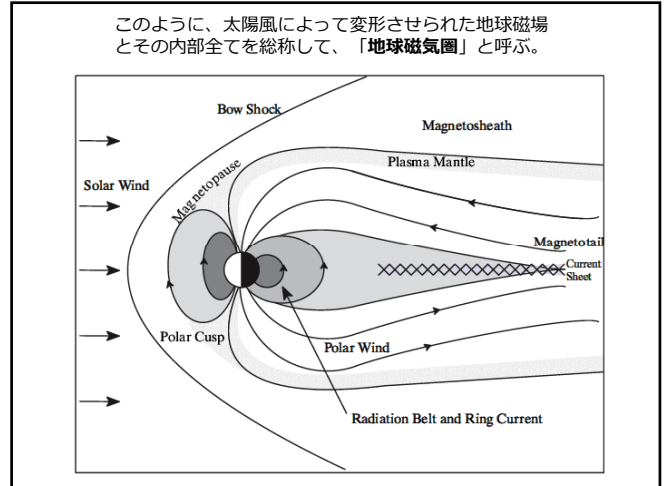 このように、太陽風によって変形させられた地球磁場
とその内部全てを総称して、「地球磁気圏」と呼ぶ。
Bow Shock
Magnetosheath
Plasma Mantle
Magnetopause
Solar Wind
Magnetotail
Current
Sheet
Polar Cusp
Polar Wind
Radiation Belt and Ring Current